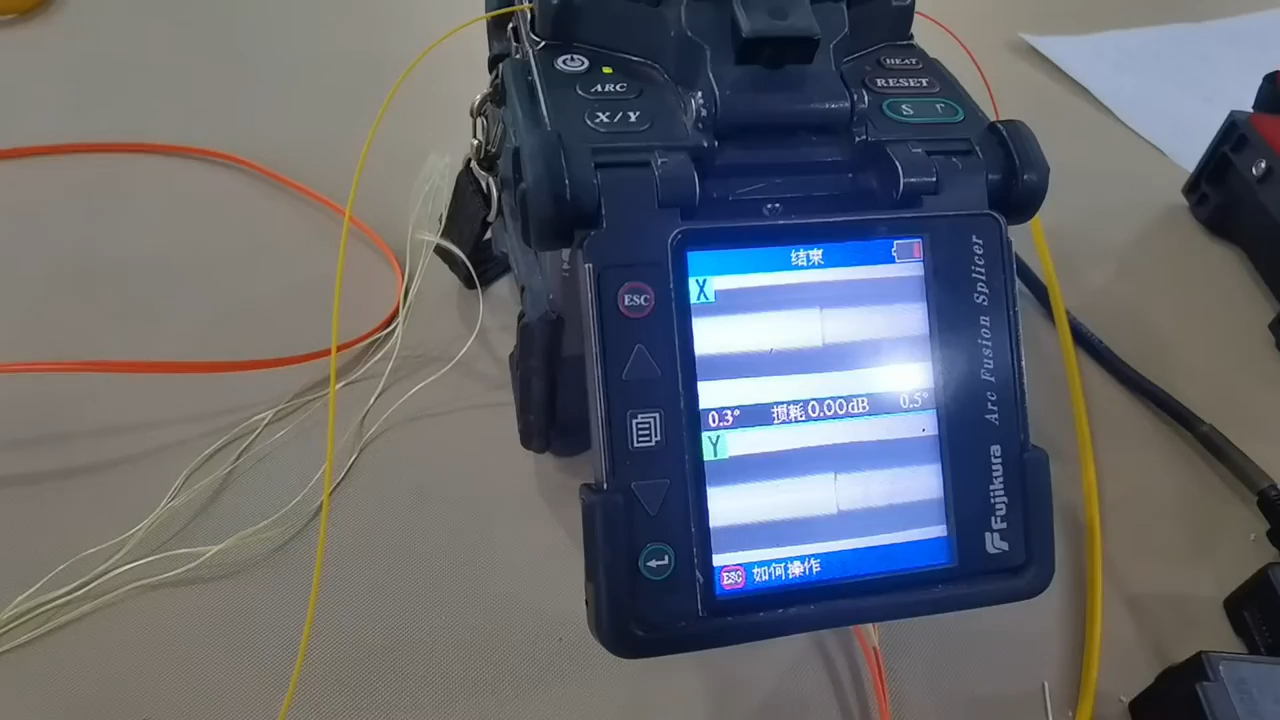 HEAT
ARC
RESET
X/Y
S
结束
X
ESC
0.3° 损耗0.00dB 0.5°
Y
ESC 如何操作
Fujikura Arc Fusion Splicer